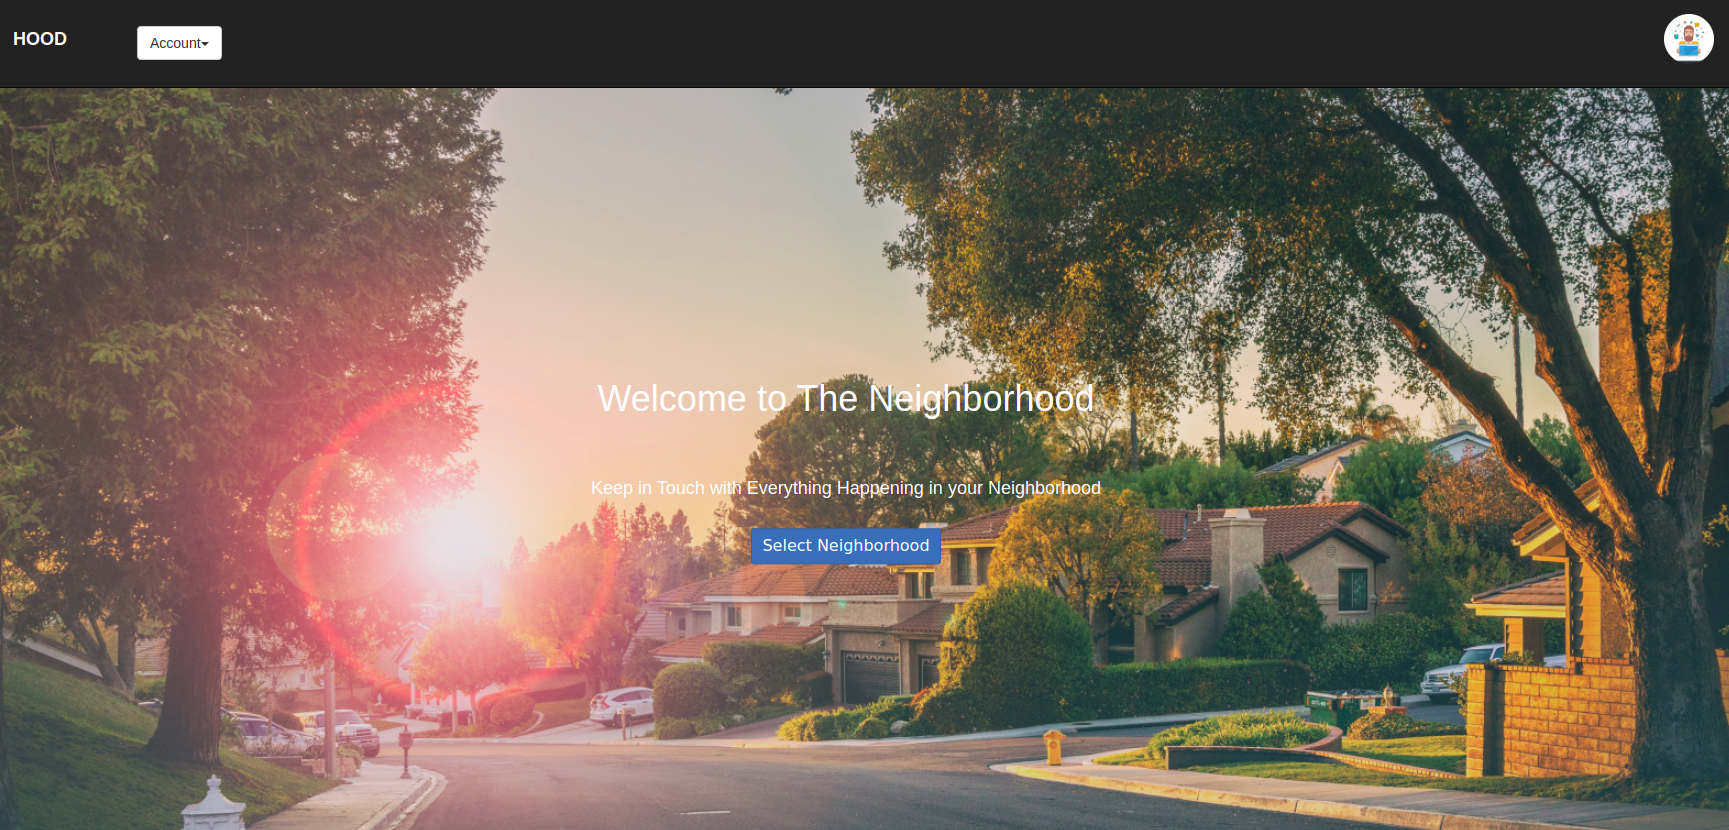 HOOD
Account
Welcome to The Neighborhood
Keep in Touch with Everything Happening in your Neighborhood
Select Neighborhood